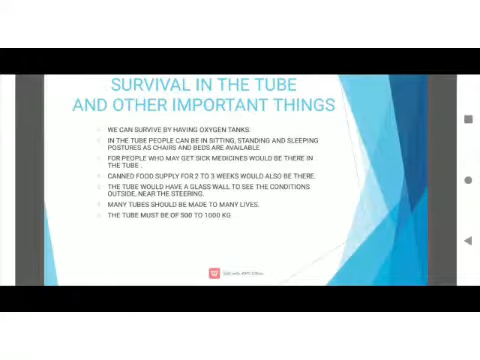 SURVIVAL IN THE TUBE
AND OTHER IMPORTANT THINGS
WE CAN SURVIVE BY HAVING OXYGEN TANKS.
IN THE TUBE PEOPLE CAN BE IN SITTING, STANDING AND SLEEPING
POSTURES AS CHAIRS AND BEDS ARE AVAILABLE
FOR PEOPLE WHO MAY GET SICK MEDICINES WOULD BE THERE IN
THE TUBE .
CANNED FOOD SUPPLY FOR 2 TO 3 WEEKS WOULD ALSO BE THERE.
THE TUBE WOULD HAVE A GLASS WALL TO SEE THE CONDITIONS
OUTSIDE, NEAR THE STEERING.
MANY TUBES SHOULD BE MADE TO MANY LIVES.
THE TUBE MUST BE OF 500 TO 1000 KG
Edit with WPS Office